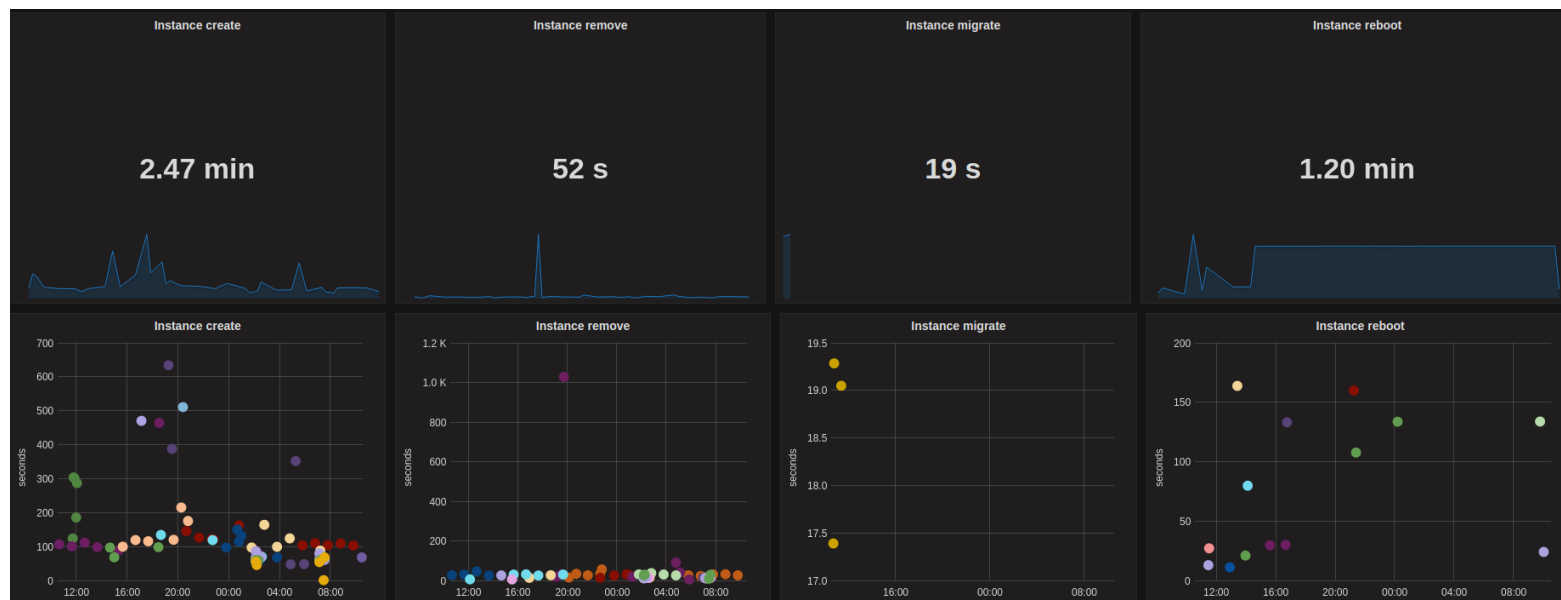 Instance create
Instance remove
Instance migrate
Instance reboot
2.47 min
52 s
19 s
1.20 min
Instance create
700
600
500
400
300
200
100
0
seconds
12:00 16:00 20:00 00:00 04:00 08:00
Instance remove
1.2 K
1.0 K
800
600
400
200
0
seconds
12:00 16:00 20:00 00:00 04:00 08:00
Instance migrate
19.5
19.0
18.5
18.0
17.5
17.0
seconds
16:00 00:00 08:00
Instance reboot
200
150
100
50
0
seconds
12:00 16:00 20:00 00:00 04:00 08:00